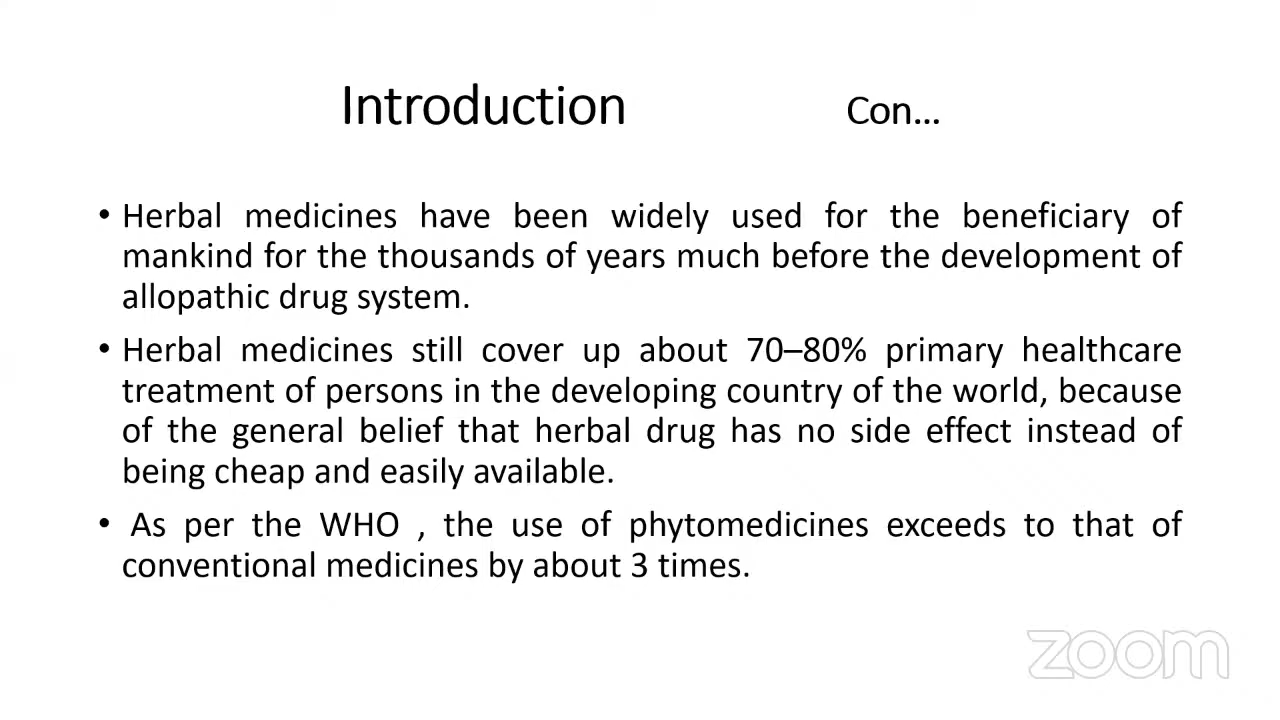 Introduction Con...
• Herbal medicines have been widely used for the beneficiary of
mankind for the thousands of years much before the development of
allopathic drug system.
• Herbal medicines still cover up about 70–80% primary healthcare
treatment of persons in the developing country of the world, because
of the general belief that herbal drug has no side effect instead of
being cheap and easily available.
• As per the WHO , the use of phytomedicines exceeds to that of
conventional medicines by about 3 times.
zoom